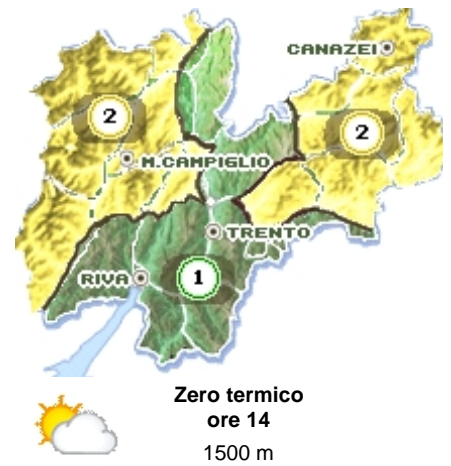 CANAZEI
2
2
M.CAMPIGLIO
TRENTO
RIVA
1
Zero termico
ore 14
1500 m